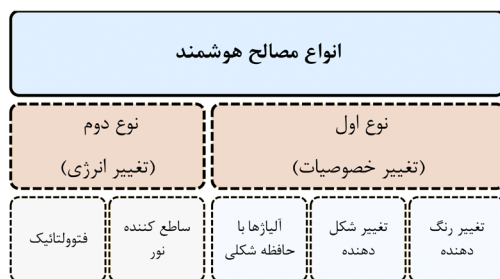 انواع مصالح هوشمند
نوع اول
(تغییر خصوصیات)
نوع دوم
(تغییر انرژی)
تغییر رنگ
دهنده
تغییر شکل
دهنده
آلیاژها با
حافظه شکلی
ساطع کننده
نور
فتوولتائیک